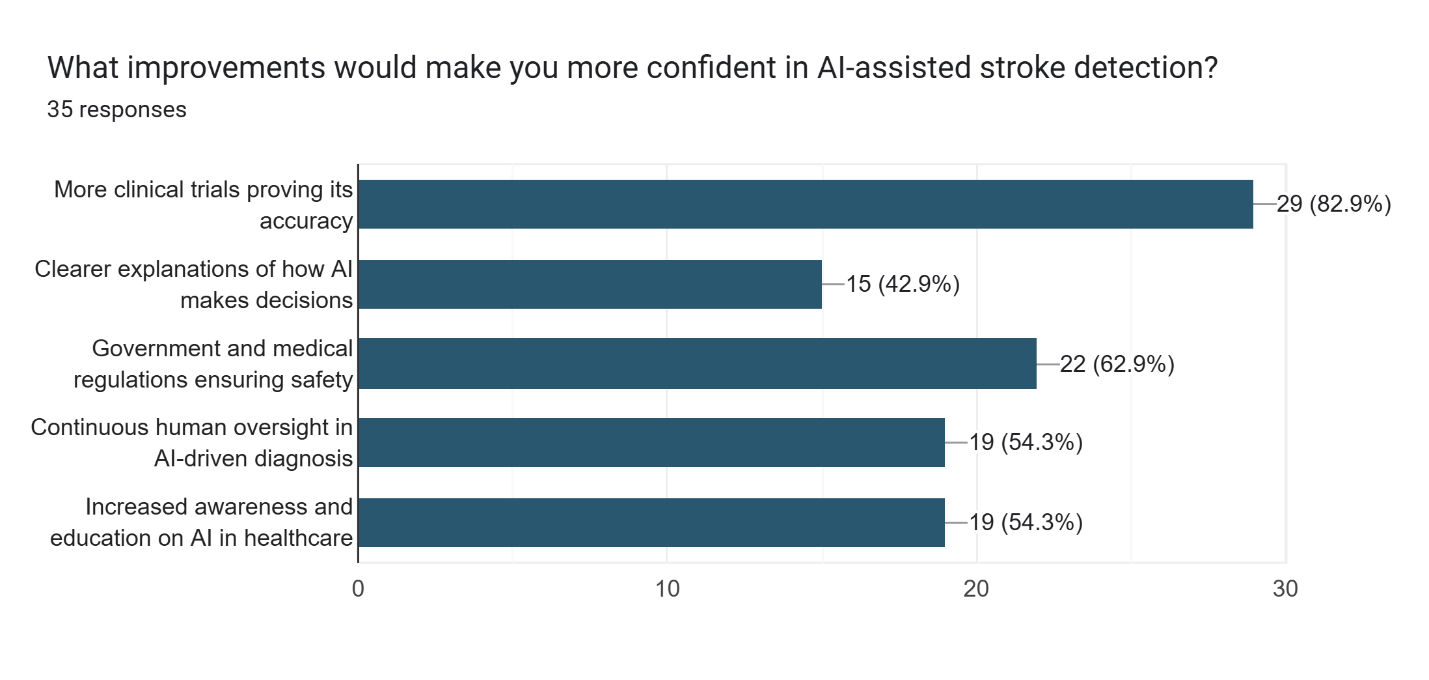 What improvements would make you more confident in AI-assisted stroke detection?
35 responses
More clinical trials proving its
accuracy
29 (82.9%)
Clearer explanations of how AI
makes decisions
15 (42.9%)
Government and medical
regulations ensuring safety
22 (62.9%)
Continuous human oversight in
AI-driven diagnosis
19 (54.3%)
Increased awareness and
education on AI in healthcare
19 (54.3%)
0 10 20 30